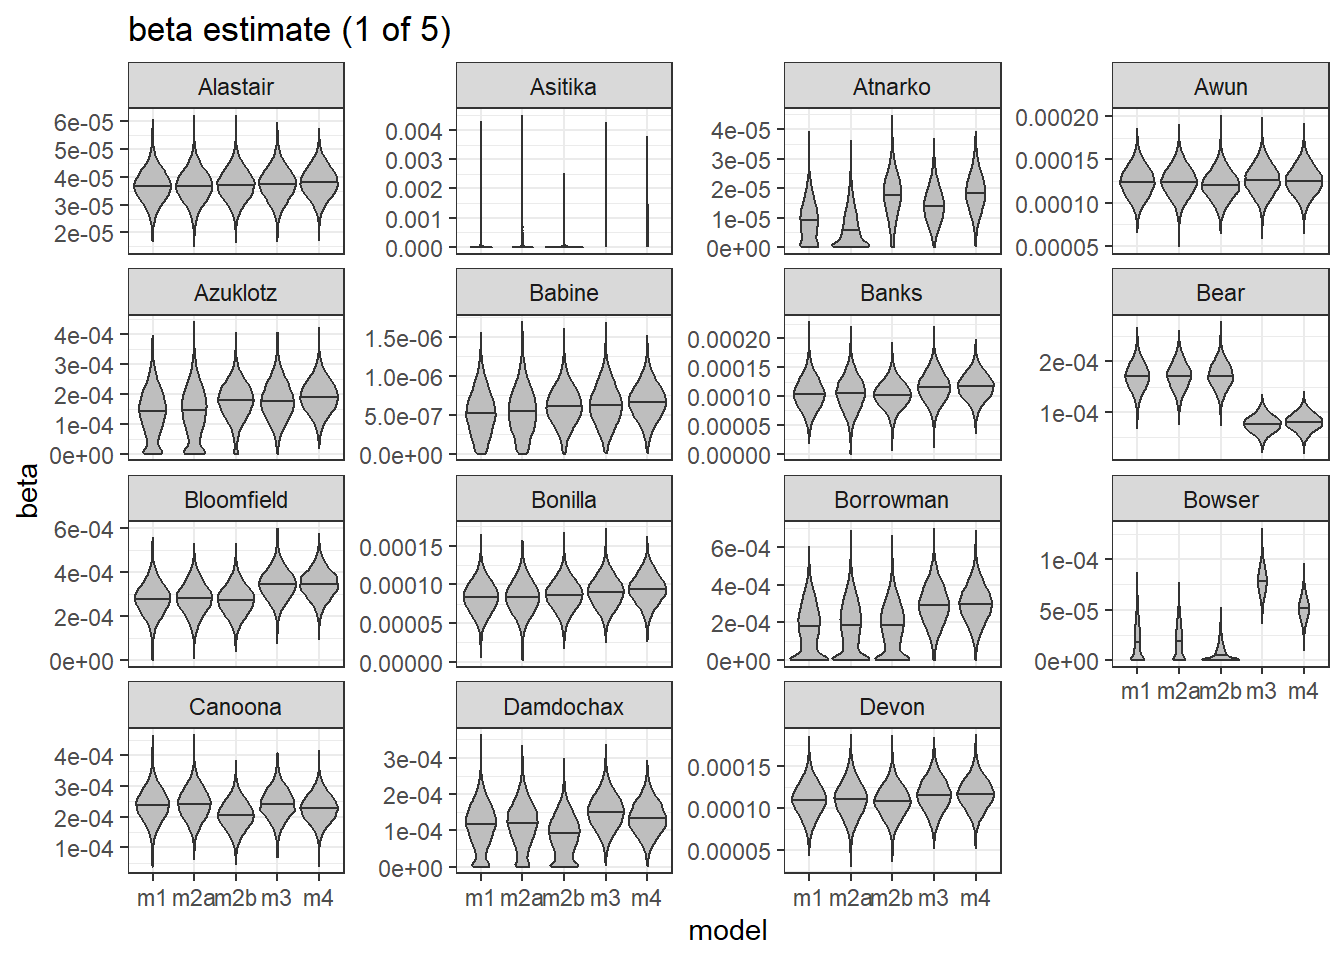 beta estimate (1 of 5)
Alastair
Asitika
Atnarko
Awun
6e-05
5e-05
4e-05
3e-05
2e-05
0.004
0.003
0.002
0.001
0.000
4e-05
3e-05
2e-05
1e-05
0e+00
0.00020
0.00015
0.00010
0.00005
Azuklotz
Babine
Banks
Bear
4e-04
3e-04
2e-04
1e-04
0e+00
1.5e-06
1.0e-06
5.0e-07
0.0e+00
0.00020
0.00015
0.00010
0.00005
0.00000
2e-04
1e-04
Bloomfield
Bonilla
Borrowman
Bowser
6e-04
4e-04
2e-04
0e+00
0.00015
0.00010
0.00005
0.00000
6e-04
4e-04
2e-04
0e+00
1e-04
5e-05
0e+00
m1 m2a m2b m3 m4
Canoona
Damdochax
Devon
4e-04
3e-04
2e-04
1e-04
3e-04
2e-04
1e-04
0e+00
0.00015
0.00010
0.00005
m1 m2a m2b m3 m4
m1 m2a m2b m3 m4
m1 m2a m2b m3 m4
beta
model